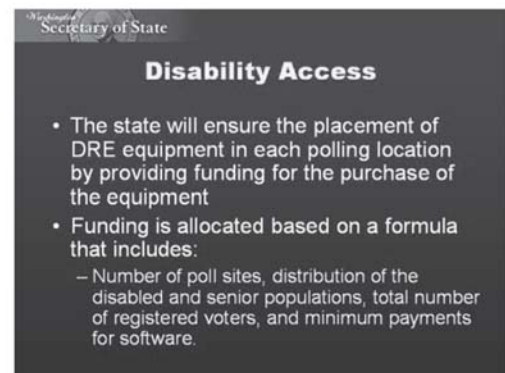 Washington
Secretary of State
Disability Access
• The state will ensure the placement of
DRE equipment in each polling location
by providing funding for the purchase of
the equipment
• Funding is allocated based on a formula
that includes:
– Number of poll sites, distribution of the
disabled and senior populations, total number
of registered voters, and minimum payments
for software.